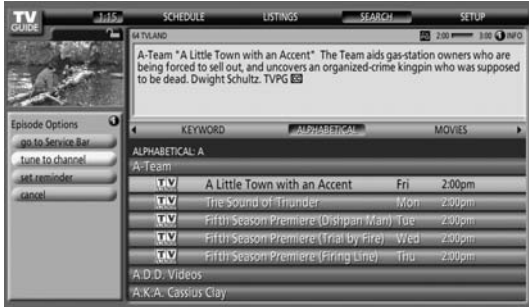 TV GUIDE
1:15
SCHEDULE LISTINGS SEARCH SETUP
64 TVLAND
2:00 3:00 INFO
A-Team "A Little Town with an Accent" The Team aids gas-station owners who are
being forced to sell out, and uncovers an organized-crime kingpin who was supposed
to be dead. Dwight Schultz. TVPG
Episode Options
go to Service Bar
tune to channel
set reminder
cancel
KEYWORD ALPHABETICAL MOVIES
ALPHABETICAL: A
A-Team
TV A Little Town with an Accent Fri 2:00pm
TV The Sound of Thunder Mon 2:00pm
TV Fifth Season Premiere (Dishpan Man) Tue 2:00pm
TV Fifth Season Premiere (Trial by Fire) Wed 2:00pm
TV Fifth Season Premiere (Firing Line) Thu 2:00pm
A.D.D. Videos
A.K.A. Cassius Clay